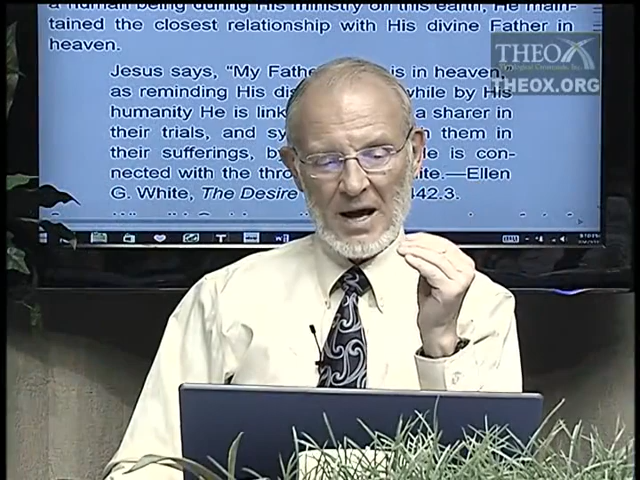 a human being during His ministry on this earth, He main-
tained the closest relationship with His divine Father in
heaven.
THEOX
THEOX.ORG
Jesus says, "My Fathe is in heaven,"
as reminding His dis while by His
humanity He is link a sharer in
their trials, and sy h them in
their sufferings, b e is con-
nected with the thro ite.—Ellen
G. White, The Desire 442.3.